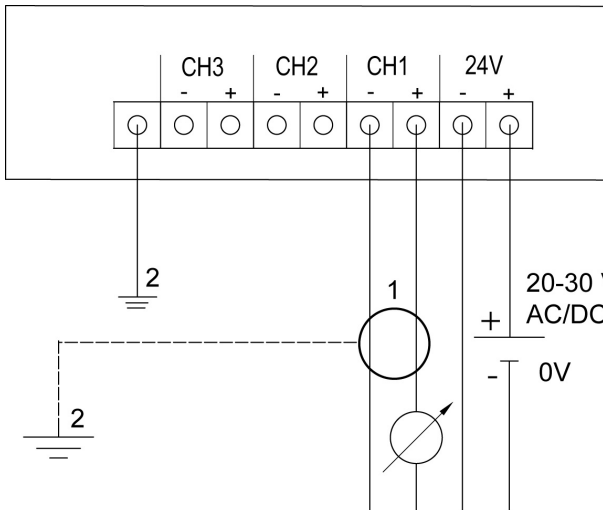 CH3 CH2 CH1 24V
- + - + - + - +
2
1
20-30 V
AC/DC
+
- 0V
2